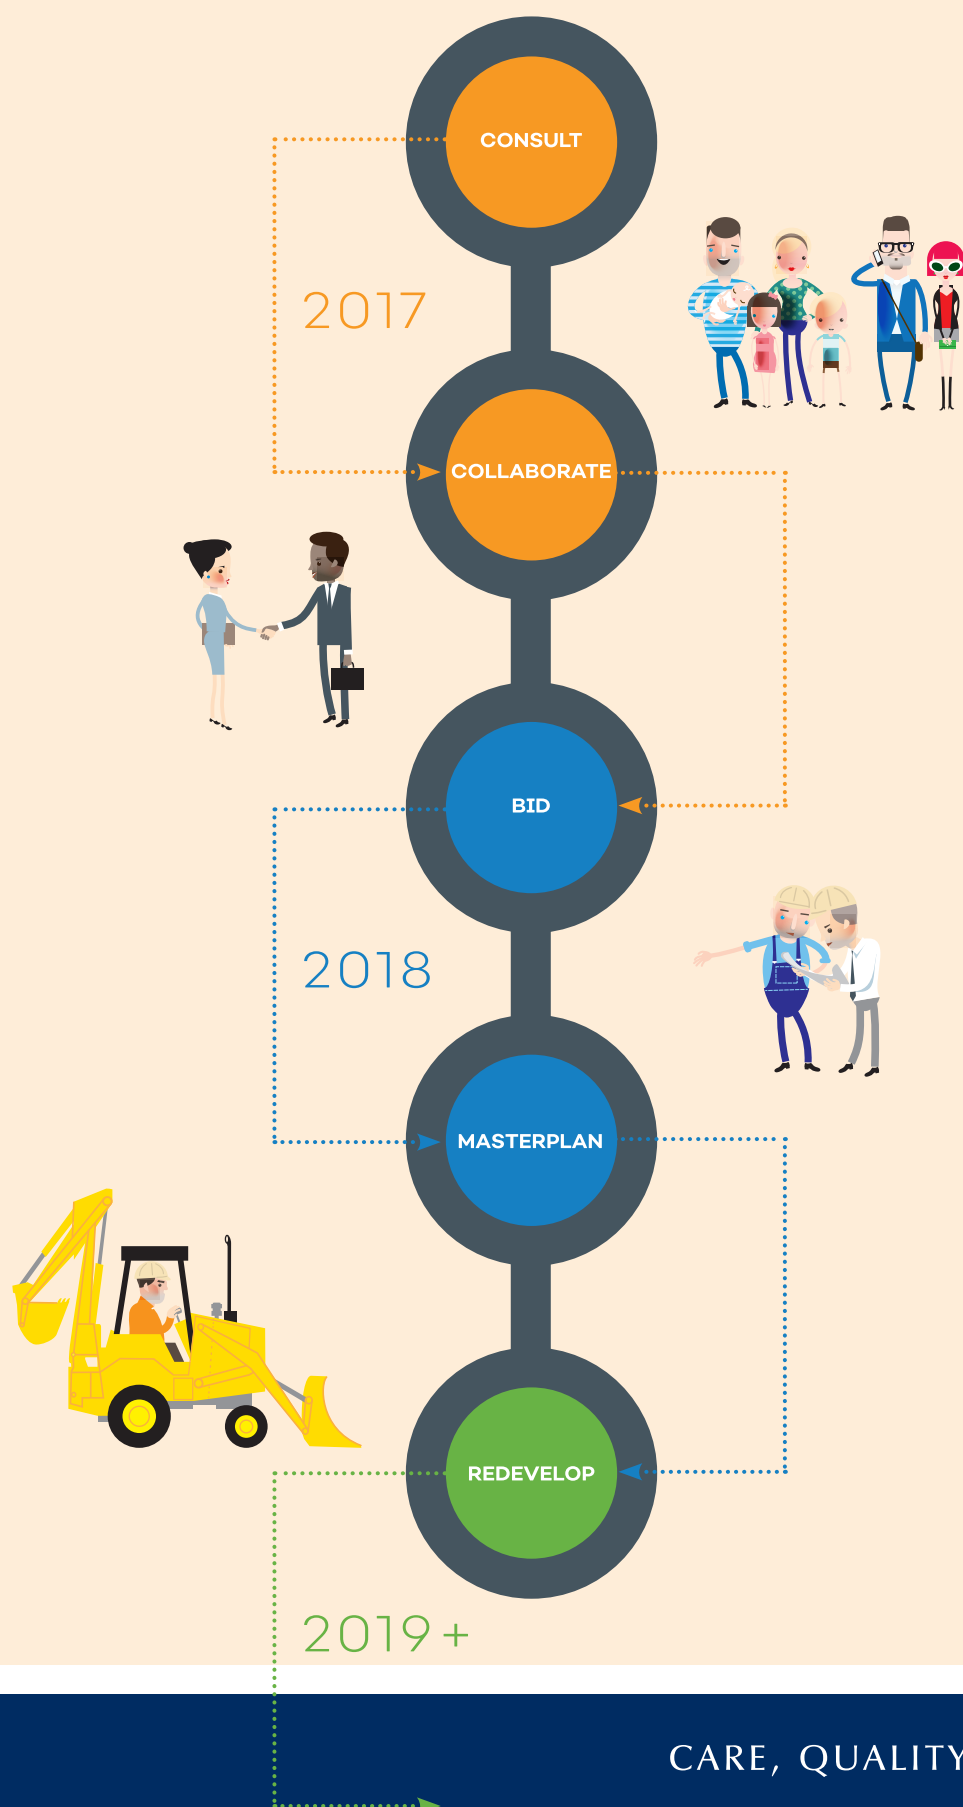 CONSULT
2017
COLLABORATE
BID
2018
MASTERPLAN
REDEVELOP
2019 +
CARE, QUALITY